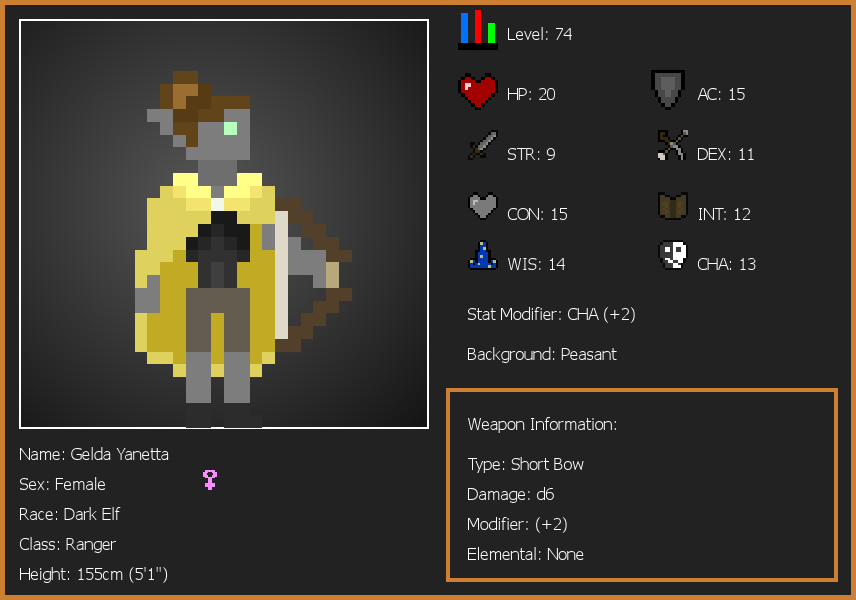 Level: 74
HP: 20
AC: 15
STR: 9
DEX: 11
CON: 15
INT: 12
WIS: 14
CHA: 13
Stat Modifier: CHA (+2)
Background: Peasant
Weapon Information:
Type: Short Bow
Damage: d6
Modifier: (+2)
Elemental: None
Name: Gelda Yanetta
Sex: Female
Race: Dark Elf
Class: Ranger
Height: 155cm (5'1")